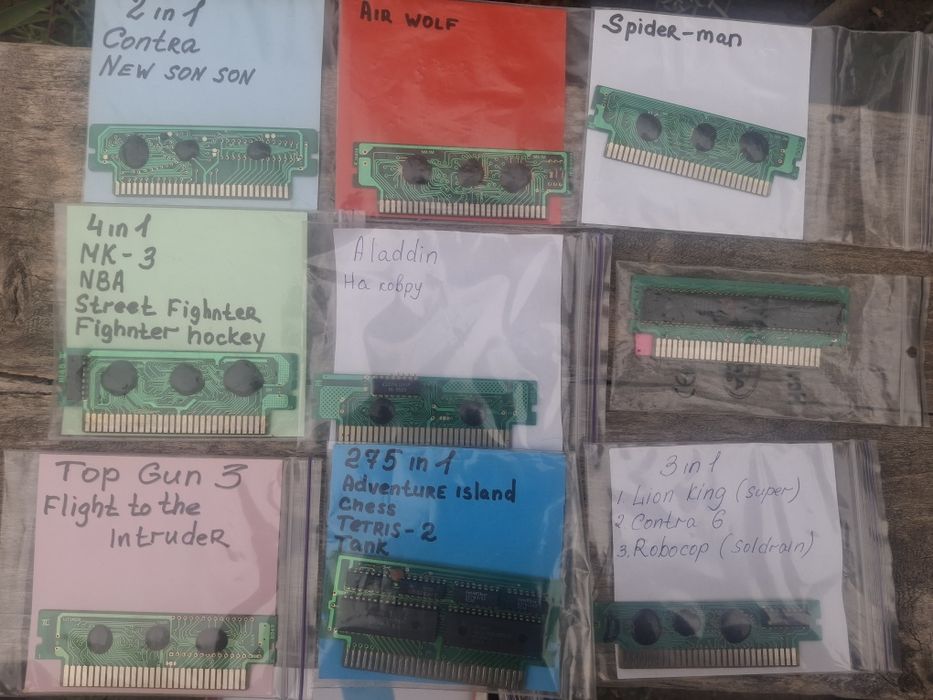 2 in 1
Contra
NEW SON SON
AIR WOLF
Spider-man
4 in 1
MK-3
NBA
Street Fighnter
Fighnter hockey
Aladdin
На ковру
Top Gun 3
Flight to the
Intruder
275 in 1
Adventure island
Chess
TETRIS-2
Tank
3 in 1
1. Lion King (super)
2. Contra 6
3. Robocop (soldrain)